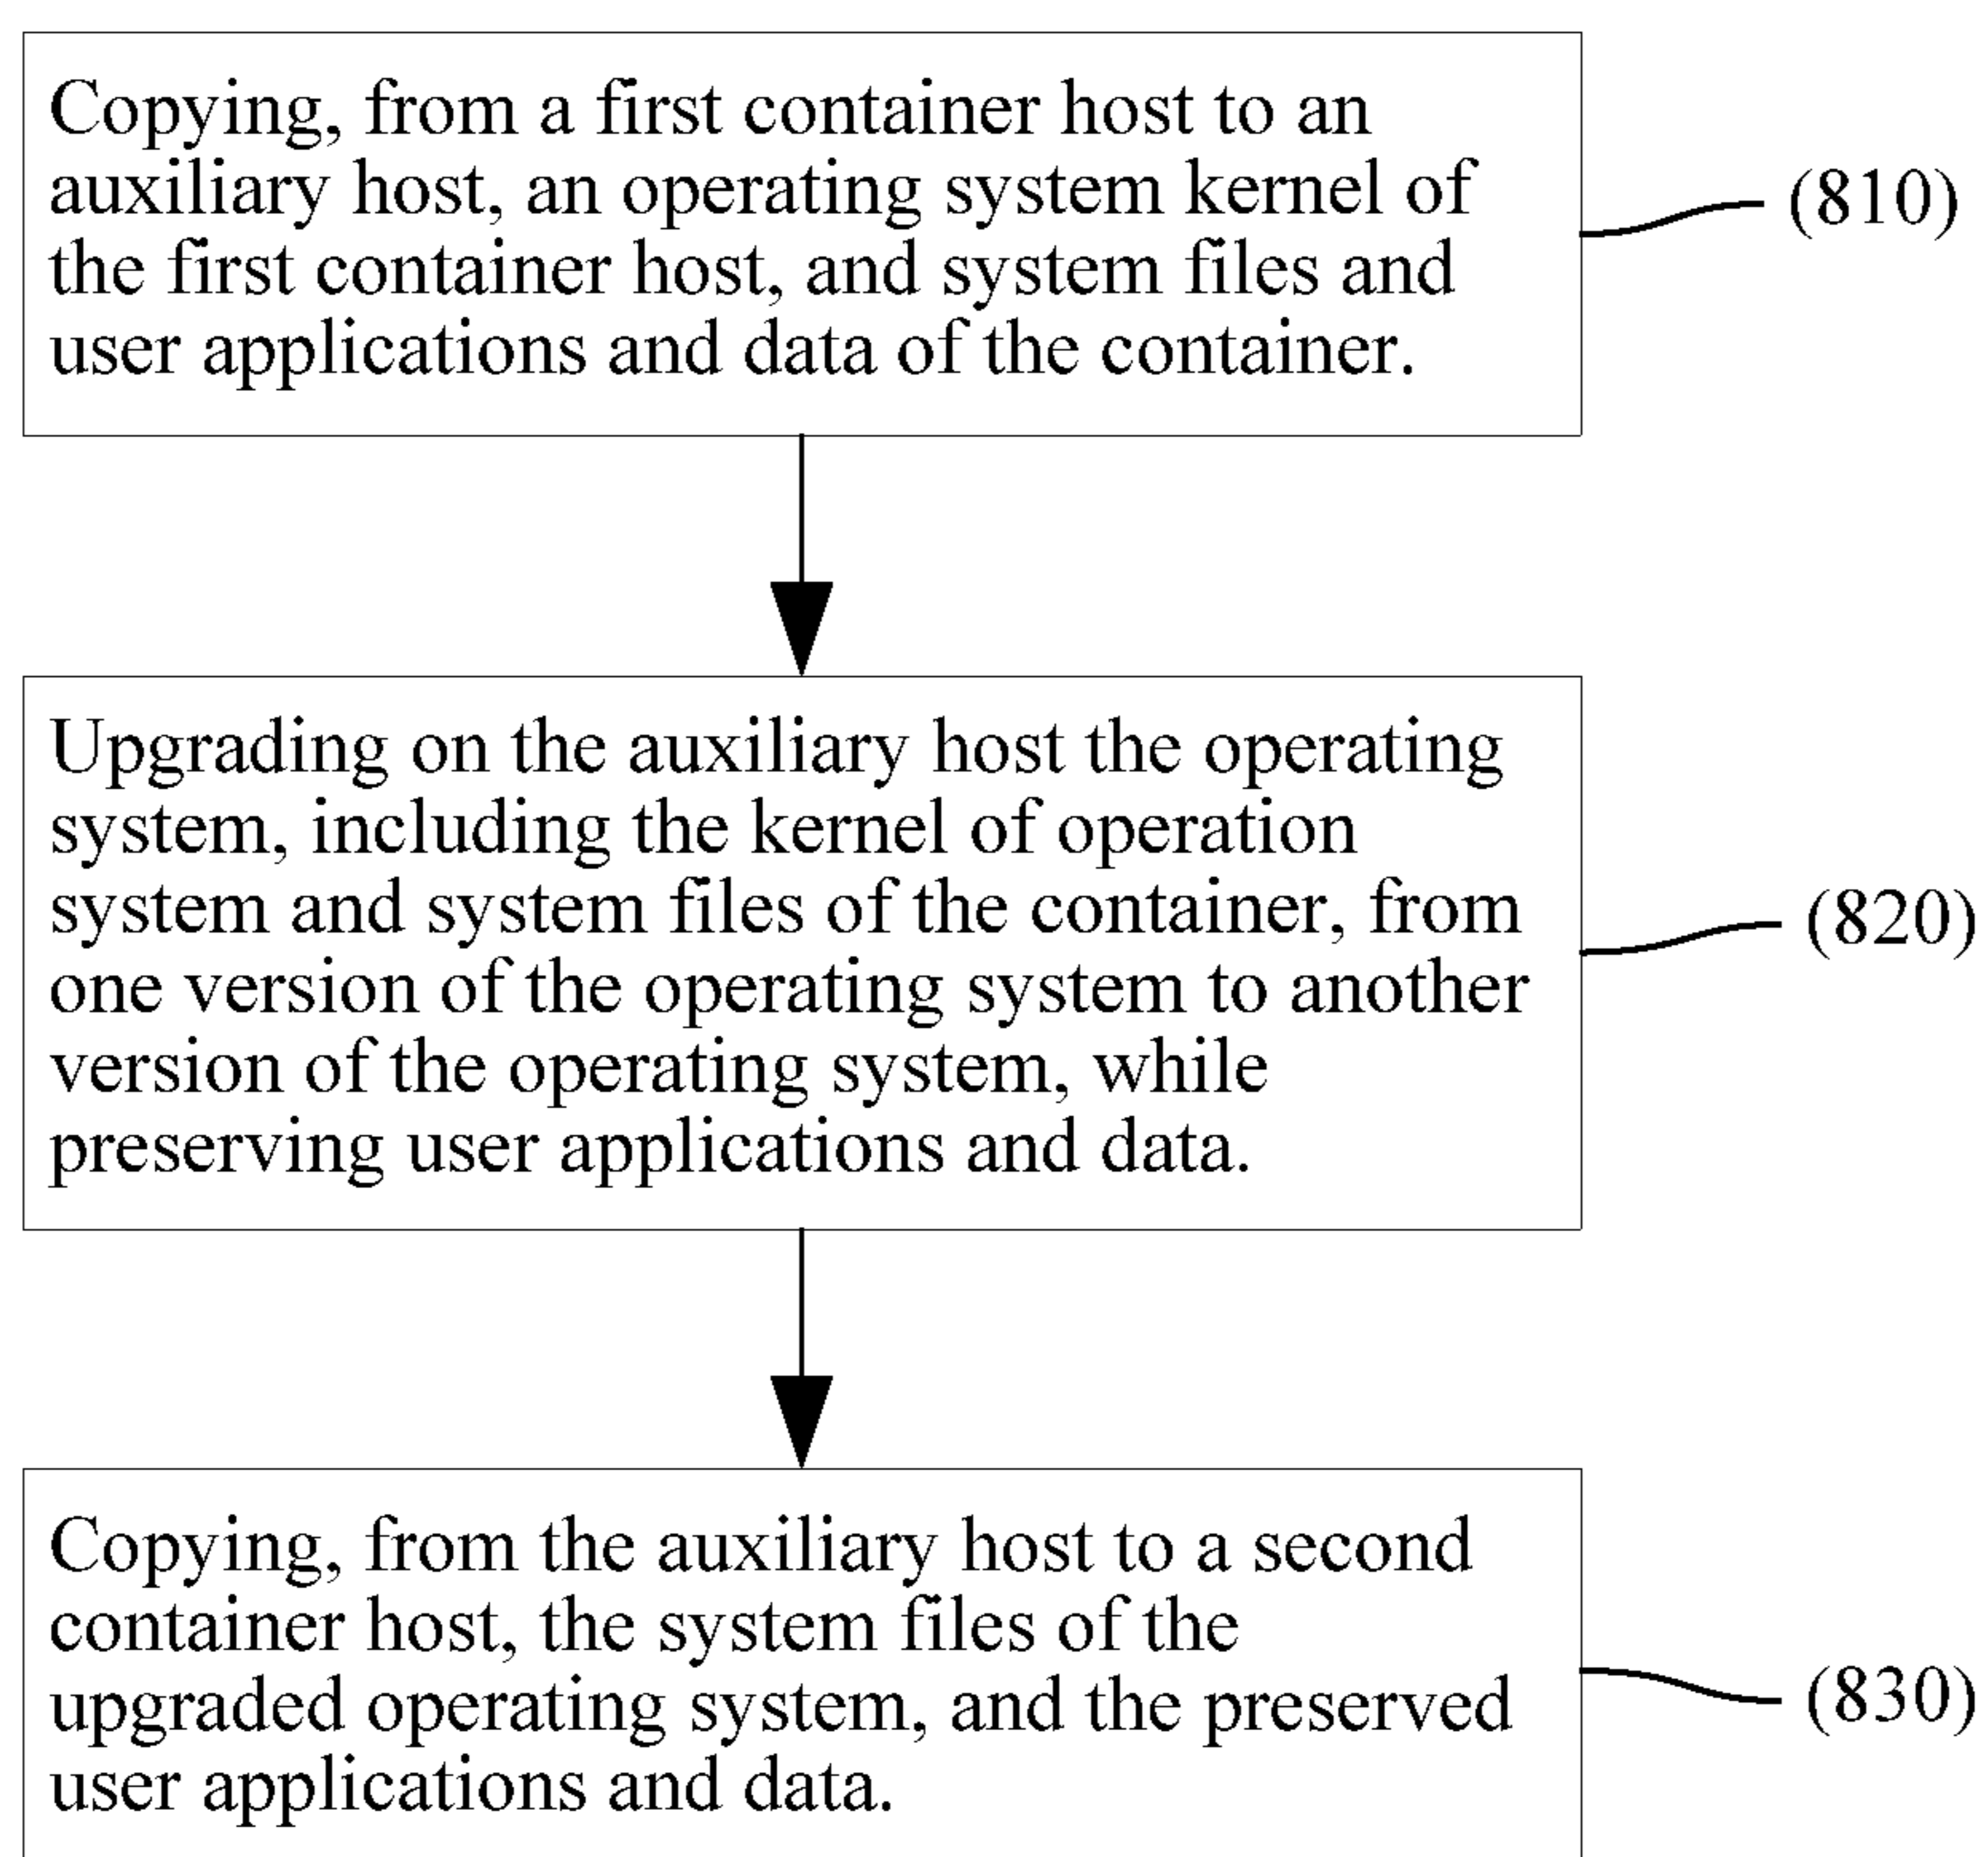 Copying, from a first container host to an
auxiliary host, an operating system kernel of
the first container host, and system files and
user applications and data of the container.
(810)
Upgrading on the auxiliary host the operating
system, including the kernel of operation
system and system files of the container, from
one version of the operating system to another
version of the operating system, while
preserving user applications and data.
(820)
Copying, from the auxiliary host to a second
container host, the system files of the
upgraded operating system, and the preserved
user applications and data.
(830)